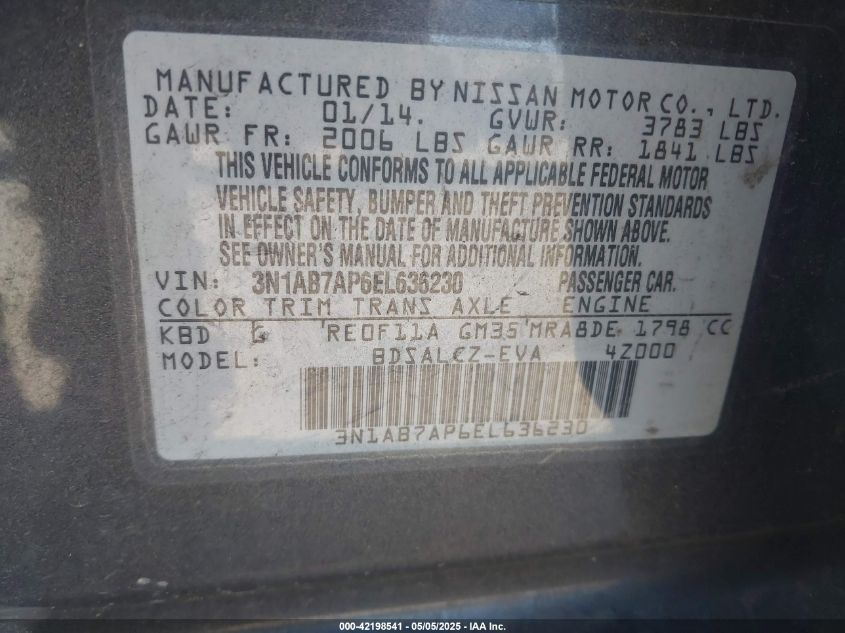 MANUFACTURED BY NISSAN MOTOR CO., LTD.
DATE: 01/14. GVWR: 3783 LBS
GAWR FR: 2006 LBS GAWR RR: 1841 LBS
THIS VEHICLE CONFORMS TO ALL APPLICABLE FEDERAL MOTOR
VEHICLE SAFETY, BUMPER AND THEFT PREVENTION STANDARDS
IN EFFECT ON THE DATE OF MANUFACTURE SHOWN ABOVE.
SEE OWNER'S MANUAL FOR ADDITIONAL INFORMATION.
VIN: 3N1AB7AP6EL636230 PASSENGER CAR.
COLOR TRIM TRANS AXLE ENGINE
KBD G RE0F11A GM35 MRA8DE 1798 CC
MODEL: BDSALCZ-EVA 4Z000
3N1AB7AP6EL636230
000-42198541 / 05/05/2025 - IAA Inc.